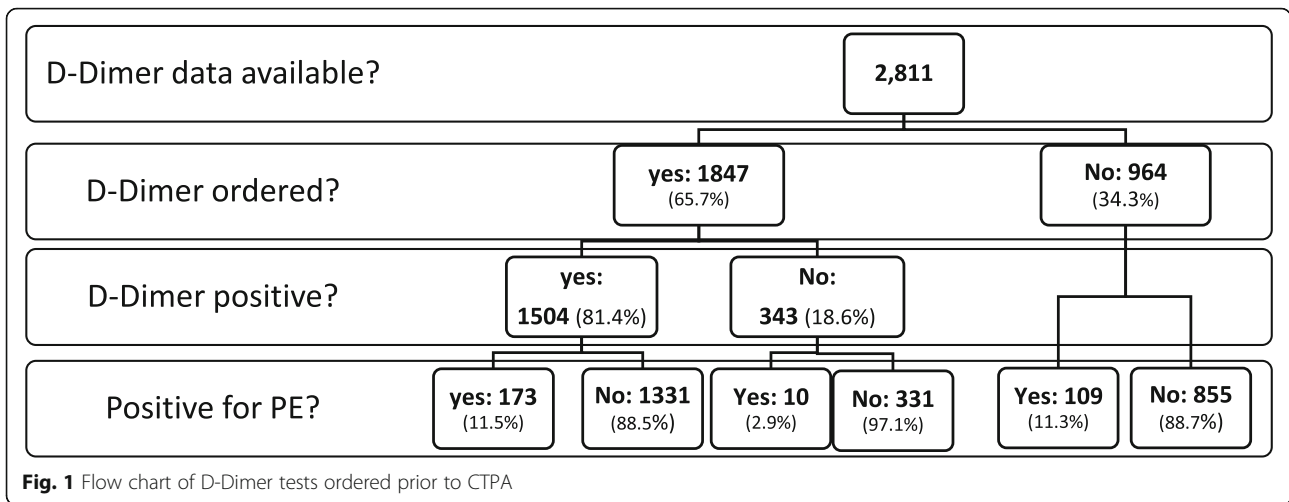 D-Dimer data available?
2,811
D-Dimer ordered?
yes: 1847
(65.7%)
No: 964
(34.3%)
D-Dimer positive?
yes:
1504 (81.4%)
No:
343 (18.6%)
Positive for PE?
yes: 173
(11.5%)
No: 1331
(88.5%)
Yes: 10
(2.9%)
No: 331
(97.1%)
Yes: 109
(11.3%)
No: 855
(88.7%)
Fig. 1 Flow chart of D-Dimer tests ordered prior to CTPA